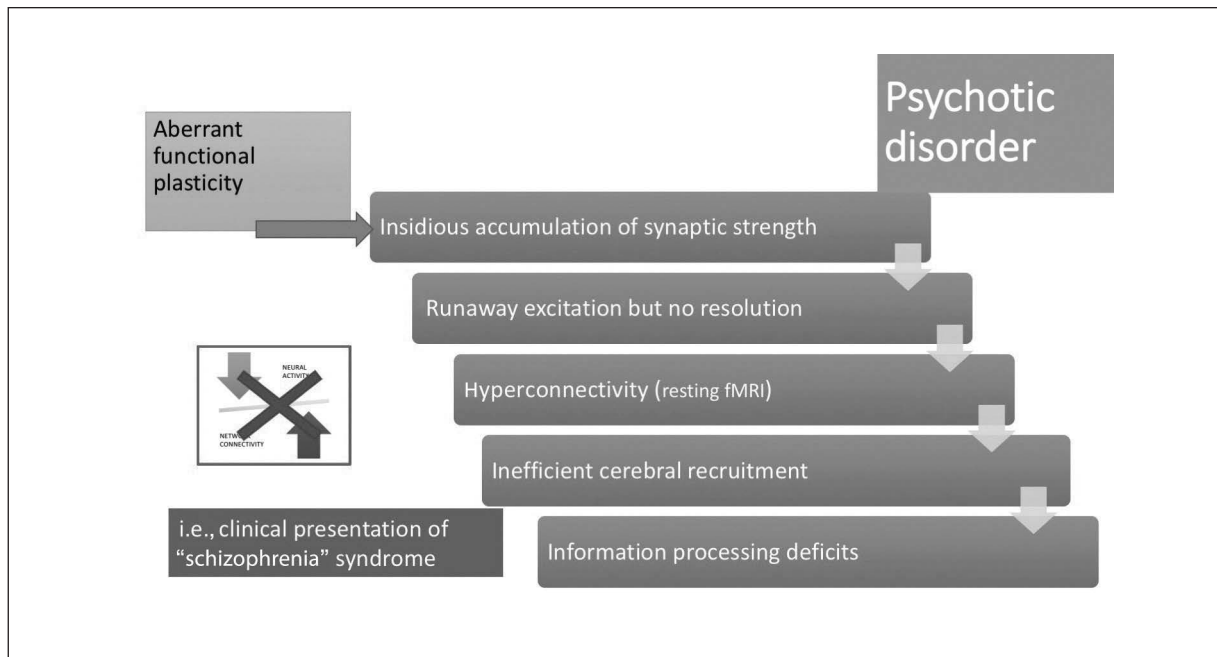 Psychotic
disorder
Aberrant
functional
plasticity
Insidious accumulation of synaptic strength
Runaway excitation but no resolution
Hyperconnectivity (resting fMRI)
NEURAL
ACTIVITY
NETWORK
CONNECTIVITY
Inefficient cerebral recruitment
i.e., clinical presentation of
“schizophrenia” syndrome
Information processing deficits